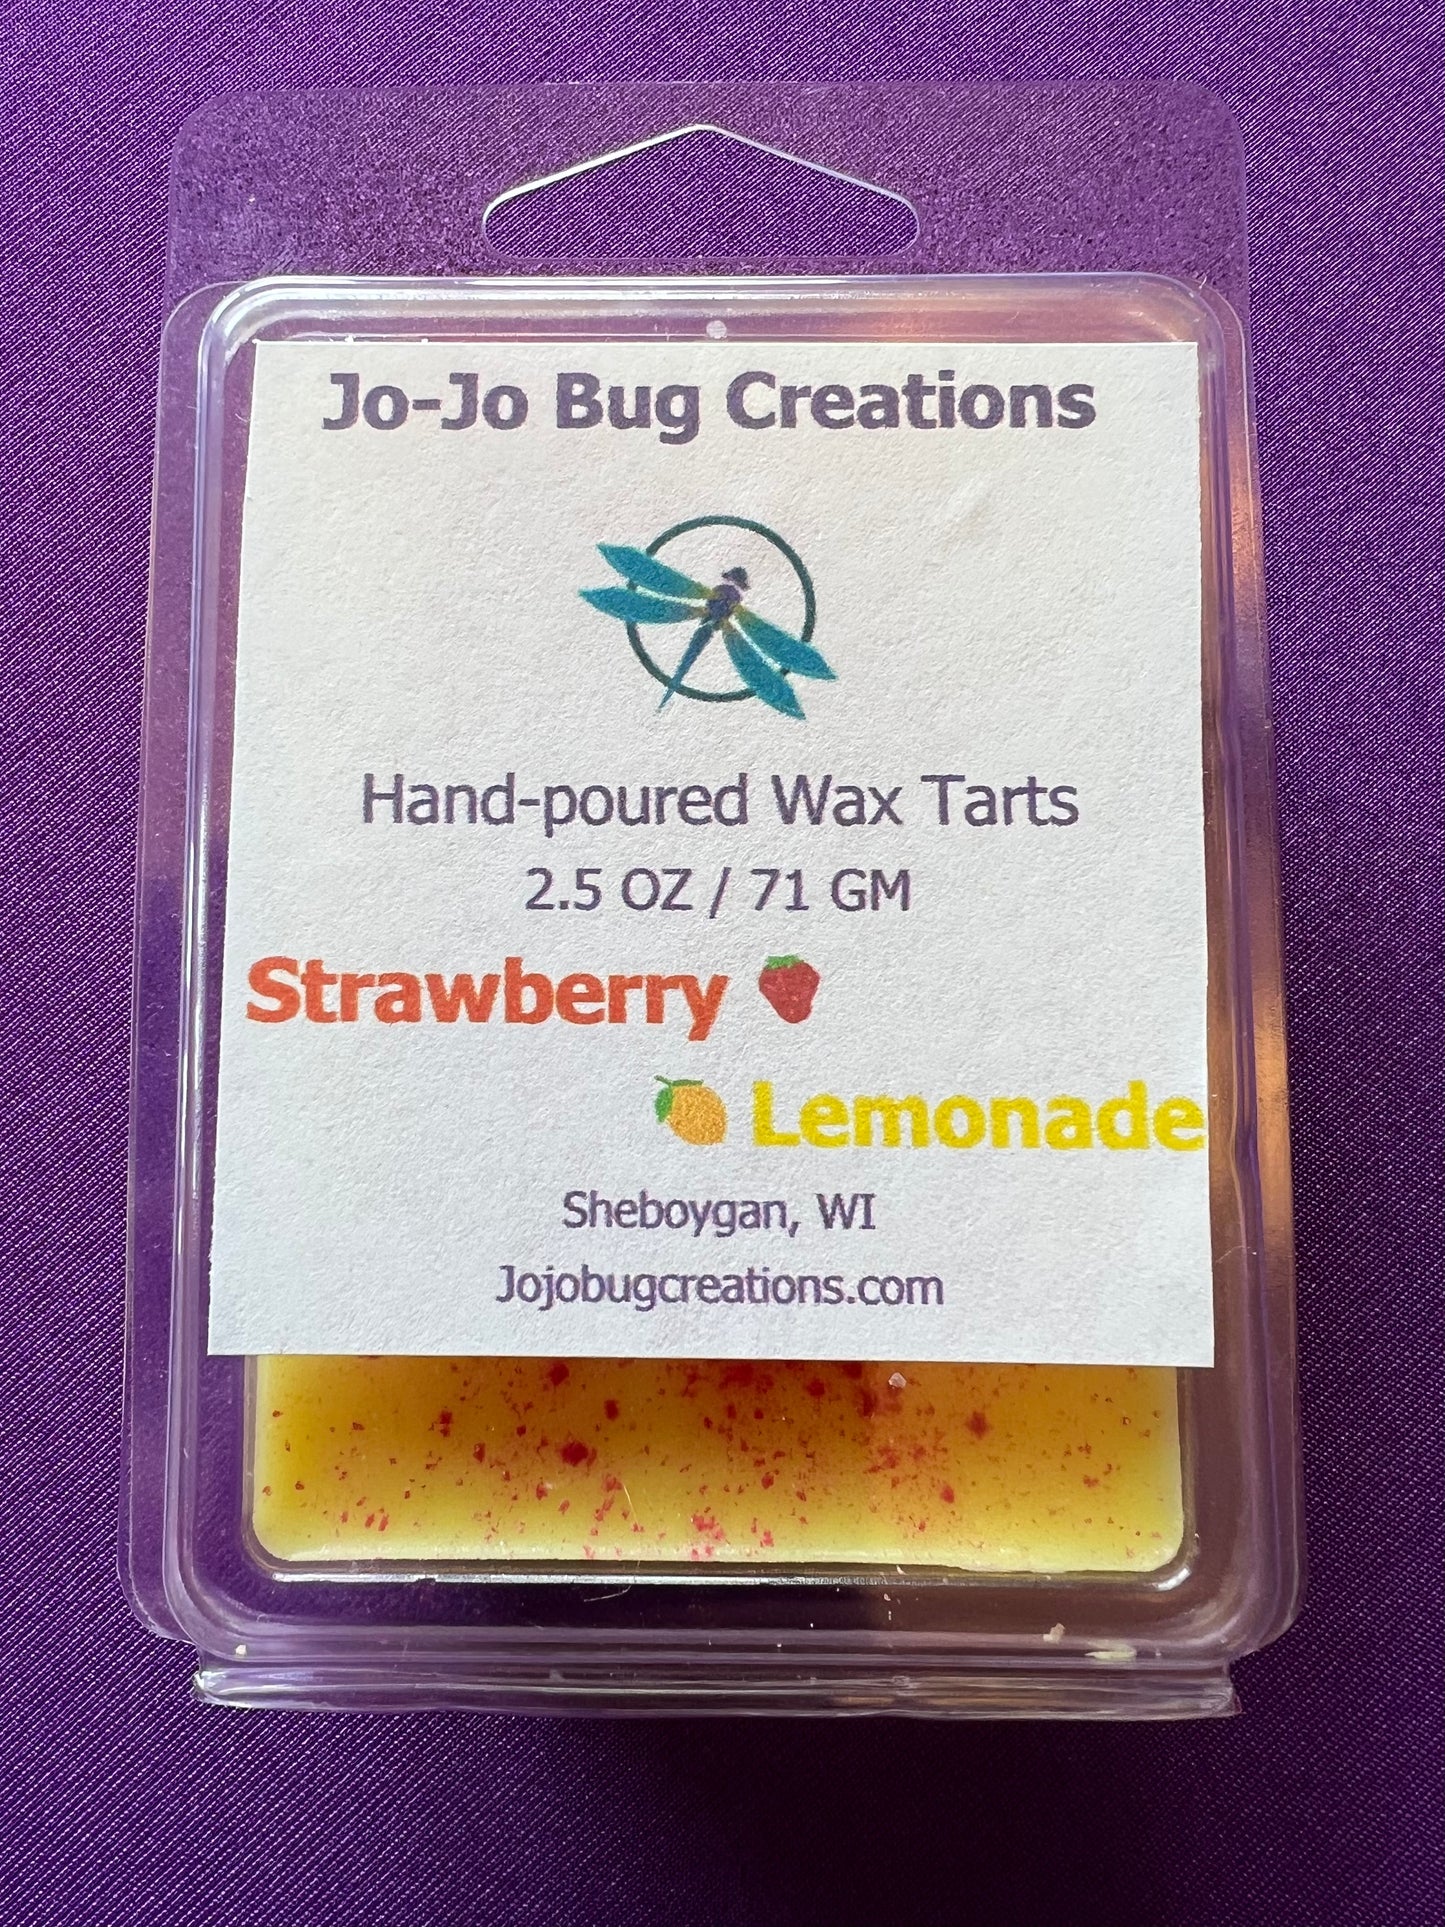 Jo-Jo Bug Creations
Hand-poured Wax Tarts
2.5 OZ / 71 GM
Strawberry
Lemonade
Sheboygan, WI
Jojobugcreations.com